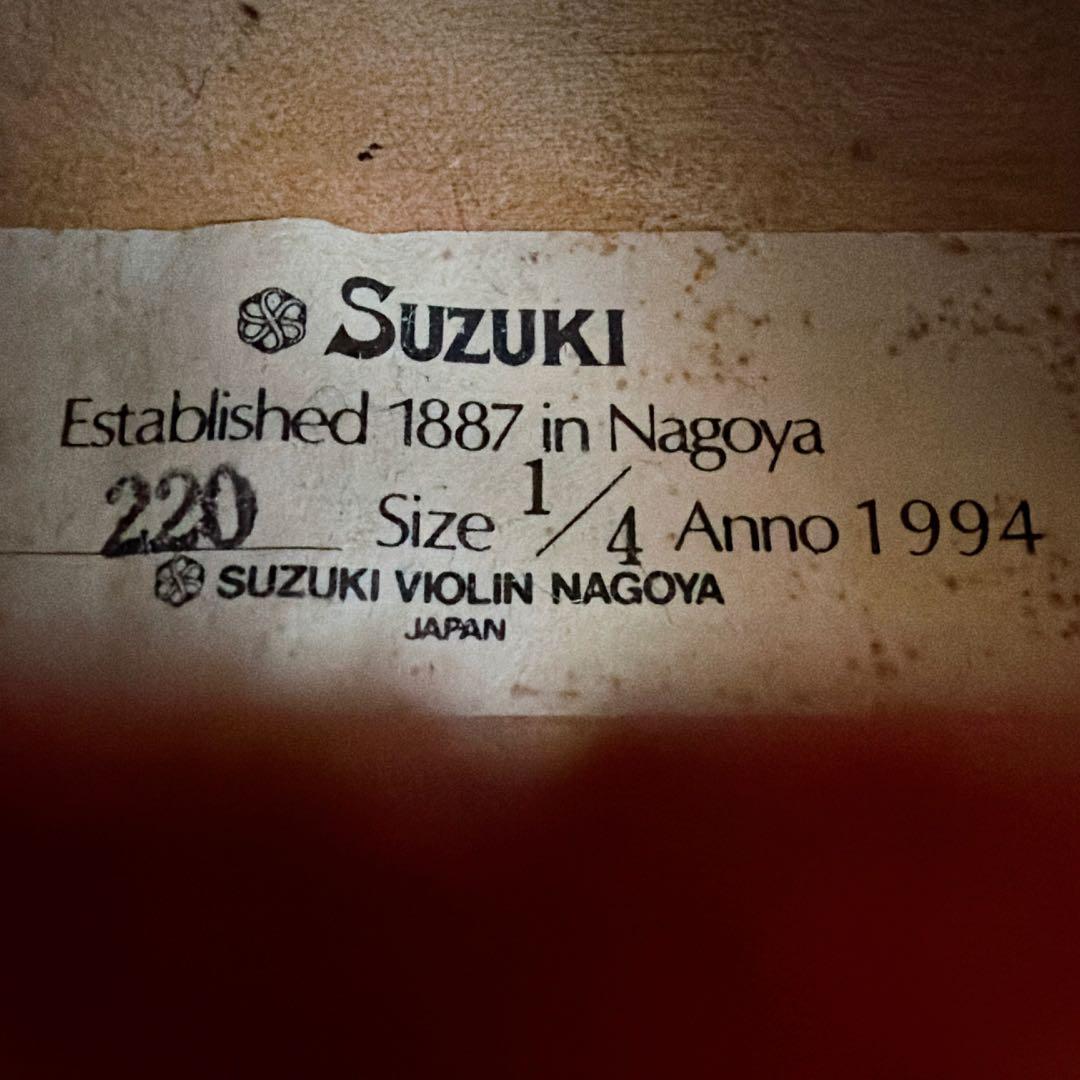 SUZUKI
Established 1887 in Nagoya
220 Size 1/4 Anno 1994
SUZUKI VIOLIN NAGOYA
JAPAN